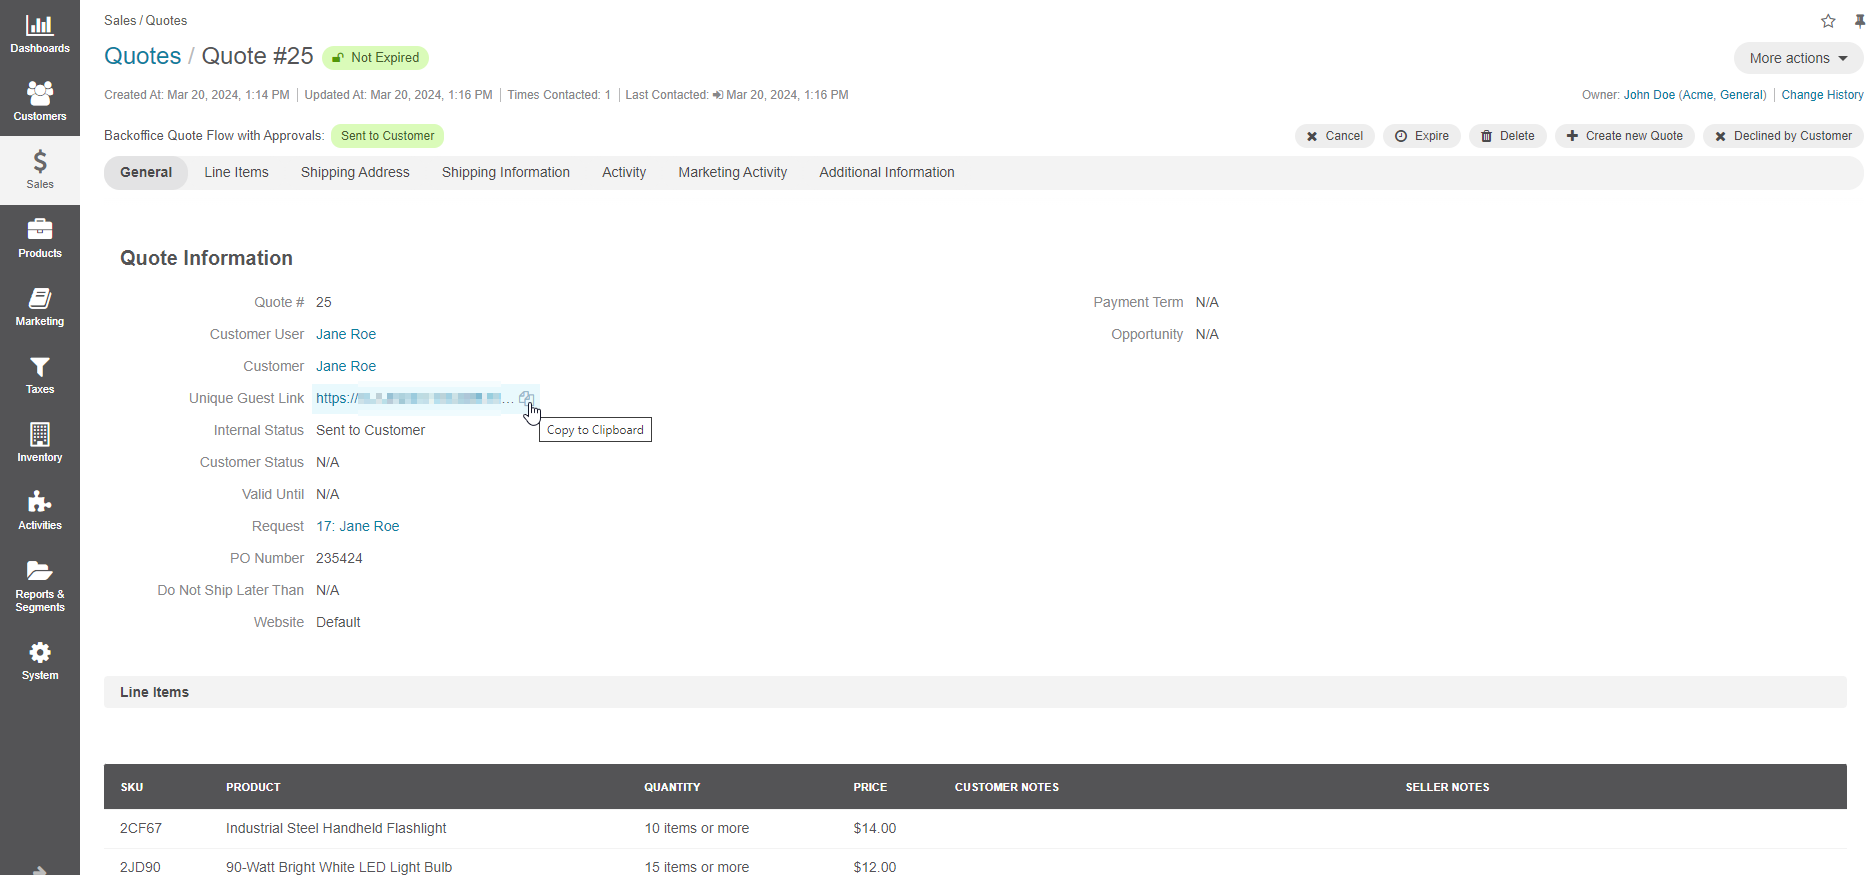 Dashboards
Customers
Sales
Products
Marketing
Taxes
Inventory
Activities
Reports &
Segments
System
Sales / Quotes
Quotes / Quote #25 Not Expired
More actions
Created At: Mar 20, 2024, 1:14 PM Updated At: Mar 20, 2024, 1:16 PM Times Contacted: 1 Last Contacted: Mar 20, 2024, 1:16 PM
Owner: John Doe (Acme, General) Change History
Backoffice Quote Flow with Approvals: Sent to Customer
Cancel Expire Delete Create new Quote Declined by Customer
General Line Items Shipping Address Shipping Information Activity Marketing Activity Additional Information
Quote Information
Quote # 25
Customer User Jane Roe
Customer Jane Roe
Unique Guest Link https:// ...
Copy to Clipboard
Internal Status Sent to Customer
Customer Status N/A
Valid Until N/A
Request 17: Jane Roe
PO Number 235424
Do Not Ship Later Than N/A
Website Default
Payment Term N/A
Opportunity N/A
Line Items
SKU PRODUCT QUANTITY PRICE CUSTOMER NOTES SELLER NOTES
2CF67 Industrial Steel Handheld Flashlight 10 items or more $14.00
2JD90 90-Watt Bright White LED Light Bulb 15 items or more $12.00